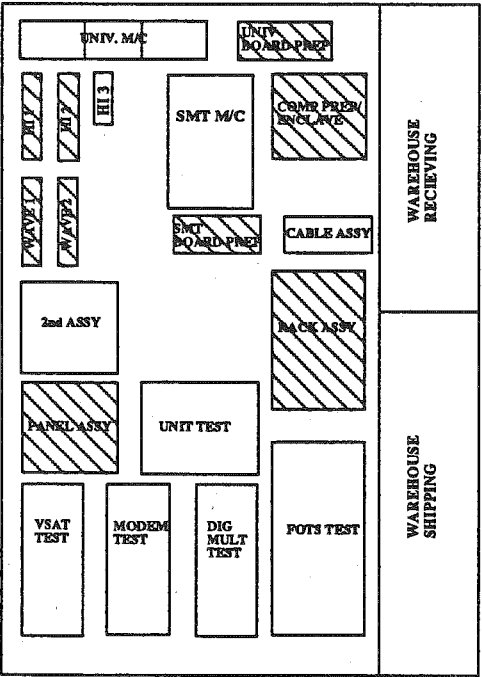 UNIV. M/C
UNIV
BOARD PREP
HI 1
HI 2
HI 3
SMT M/C
COMP PREP/
ENCLAVE
WAREHOUSE
RECIEVING
WAVE 1
WAVE 2
SMT
BOARD PREP
CABLE ASSY
2nd ASSY
RACK ASSY
PANEL ASSY
UNIT TEST
VSAT
TEST
MODEM
TEST
DIG
MULT
TEST
FOTS TEST
WAREHOUSE
SHIPPING